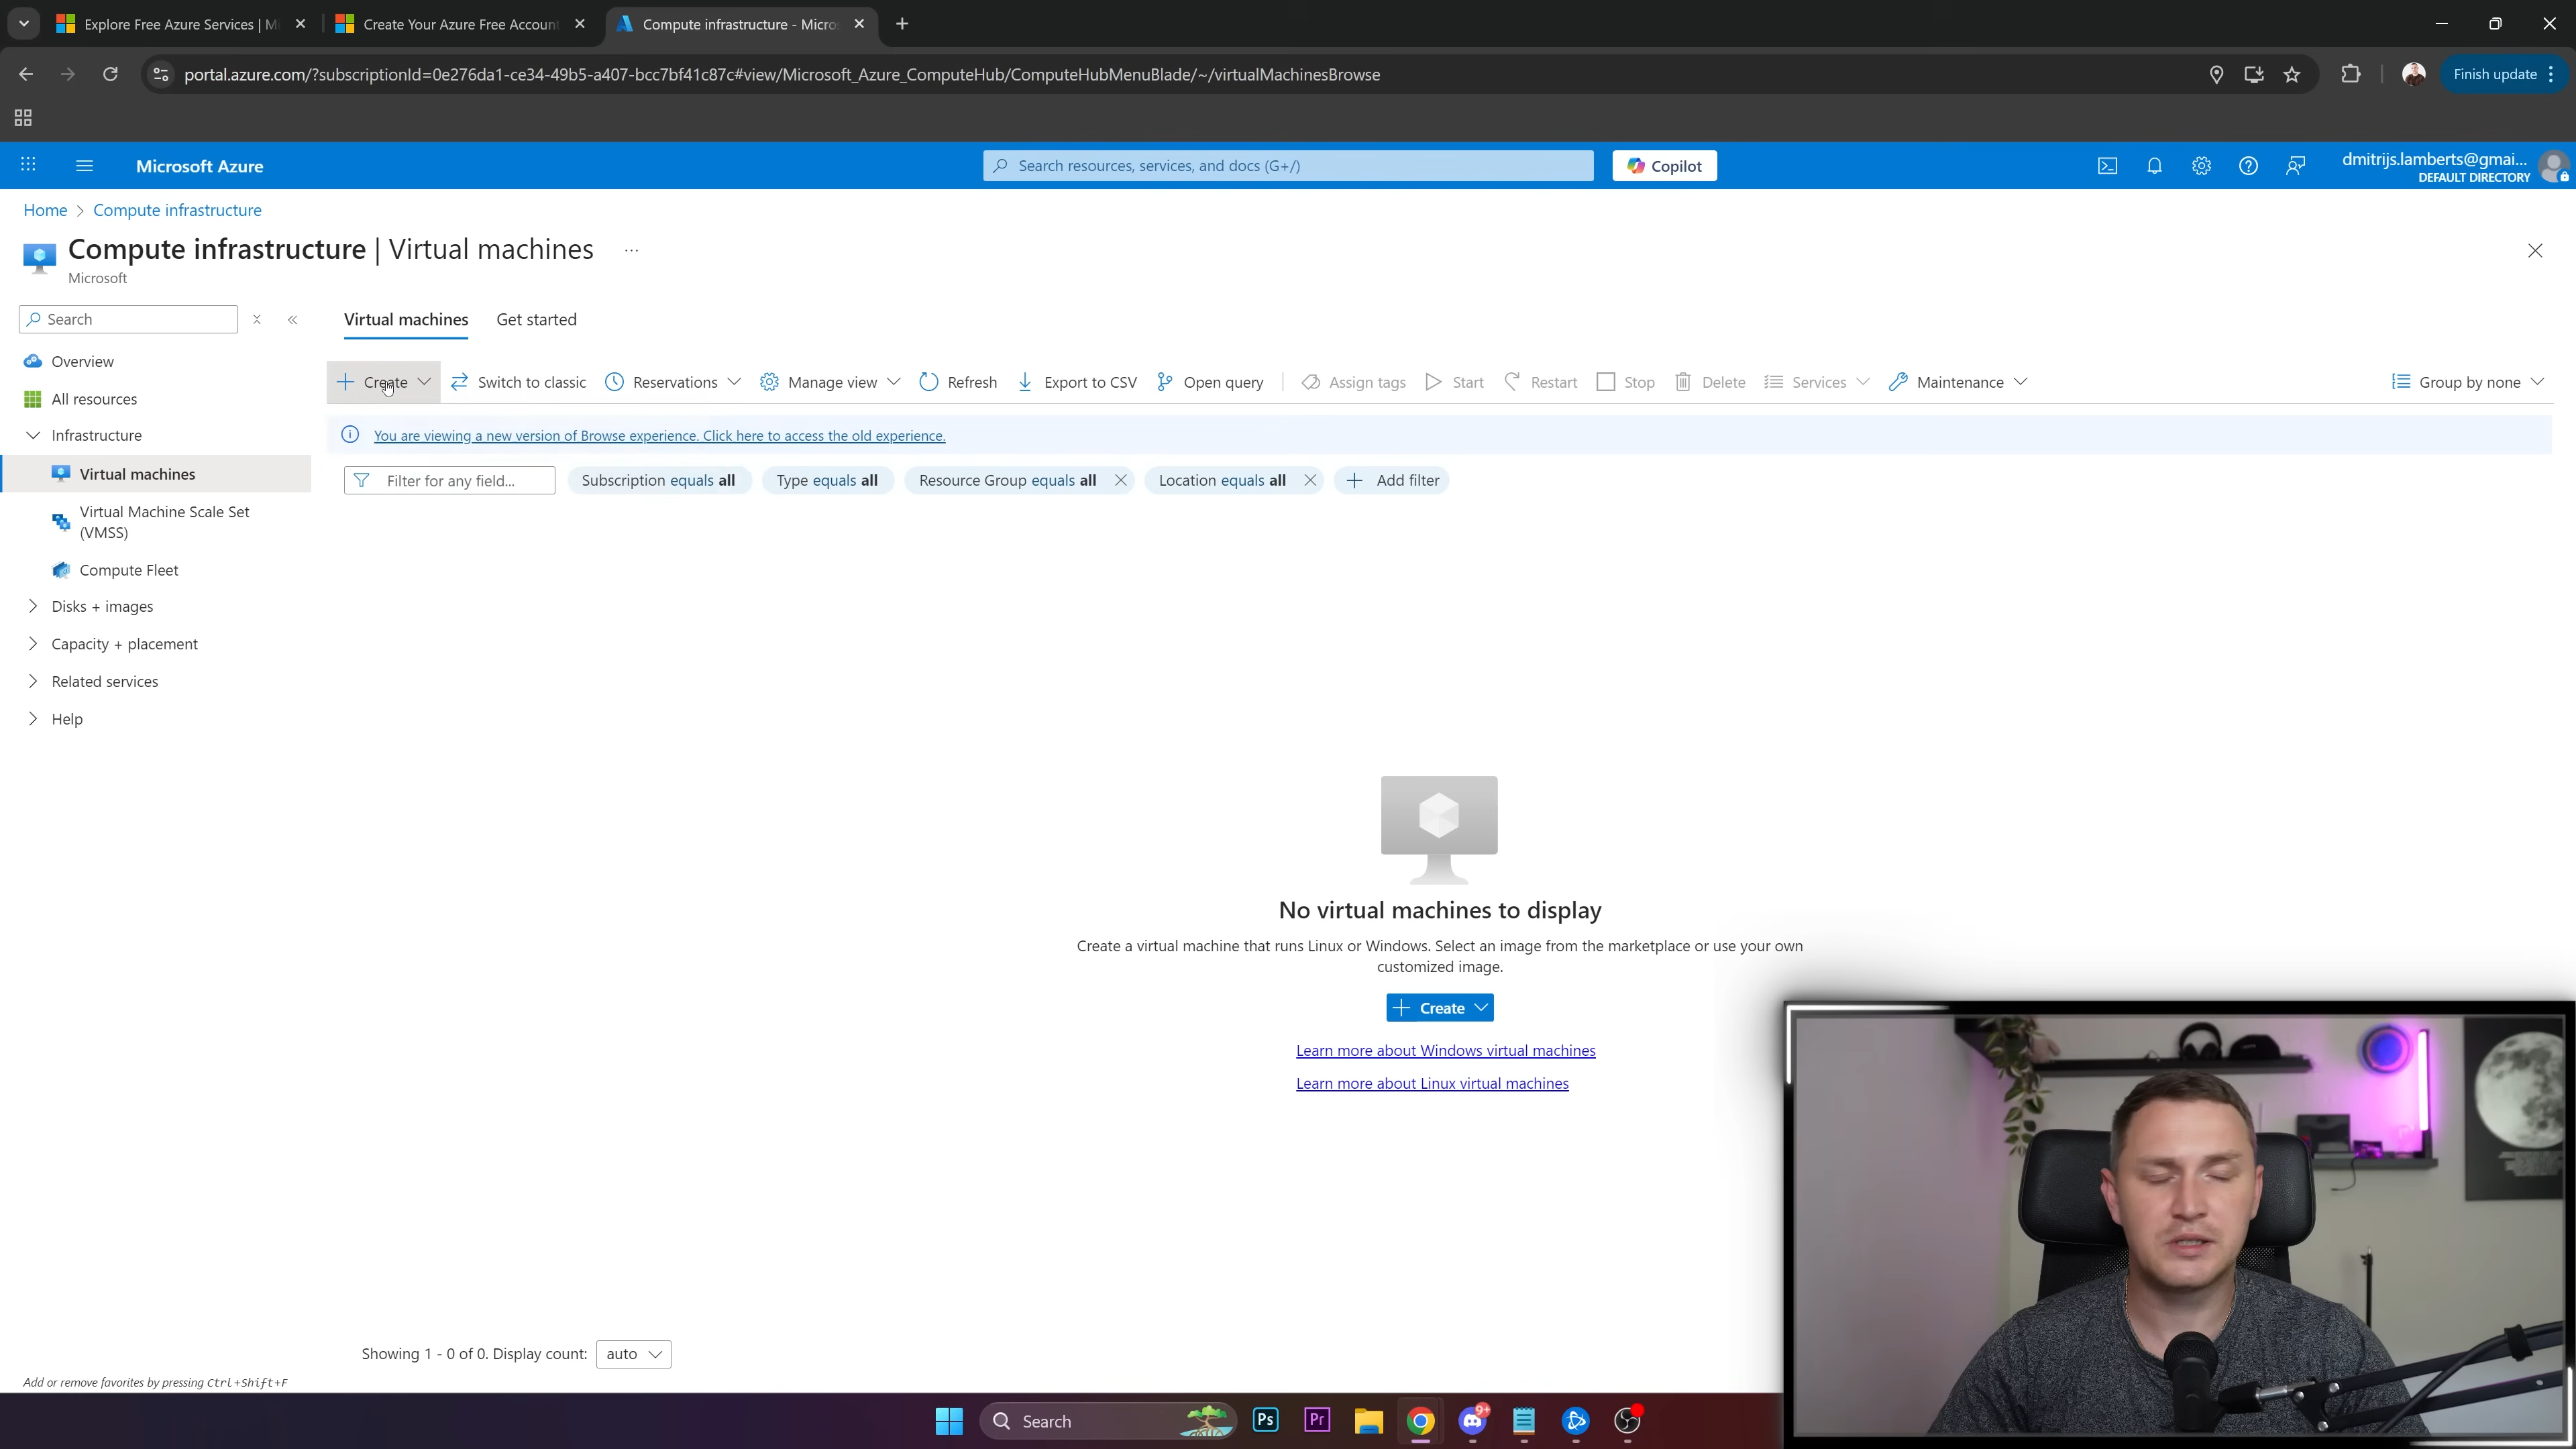 Explore Free Azure Services | Mi
Create Your Azure Free Accoun
Compute infrastructure - Micro
portal.azure.com/?subscriptionId=0e276da1-ce34-49b5-a407-bcc7bf41c87c#view/Microsoft_Azure_ComputeHub/ComputeHubMenuBlade/~/virtualMachinesBrowse
Finish update
Microsoft Azure
Search resources, services, and docs (G+/)
Copilot
dmitrijs.lamberts@gmai...
DEFAULT DIRECTORY
Home > Compute infrastructure
Compute infrastructure | Virtual machines ...
Microsoft
Search
Overview
All resources
Infrastructure
Virtual machines
Virtual Machine Scale Set
(VMSS)
Compute Fleet
Disks + images
Capacity + placement
Related services
Help
Virtual machines Get started
Create Switch to classic Reservations Manage view Refresh Export to CSV Open query Assign tags Start Restart Stop Delete Services Maintenance Group by none
You are viewing a new version of Browse experience. Click here to access the old experience.
Filter for any field... Subscription equals all Type equals all Resource Group equals all Location equals all Add filter
No virtual machines to display
Create a virtual machine that runs Linux or Windows. Select an image from the marketplace or use your own
customized image.
Create
Learn more about Windows virtual machines
Learn more about Linux virtual machines
Showing 1 - 0 of 0. Display count: auto
Add or remove favorites by pressing Ctrl+Shift+F
Search
Ps
Pr
9+